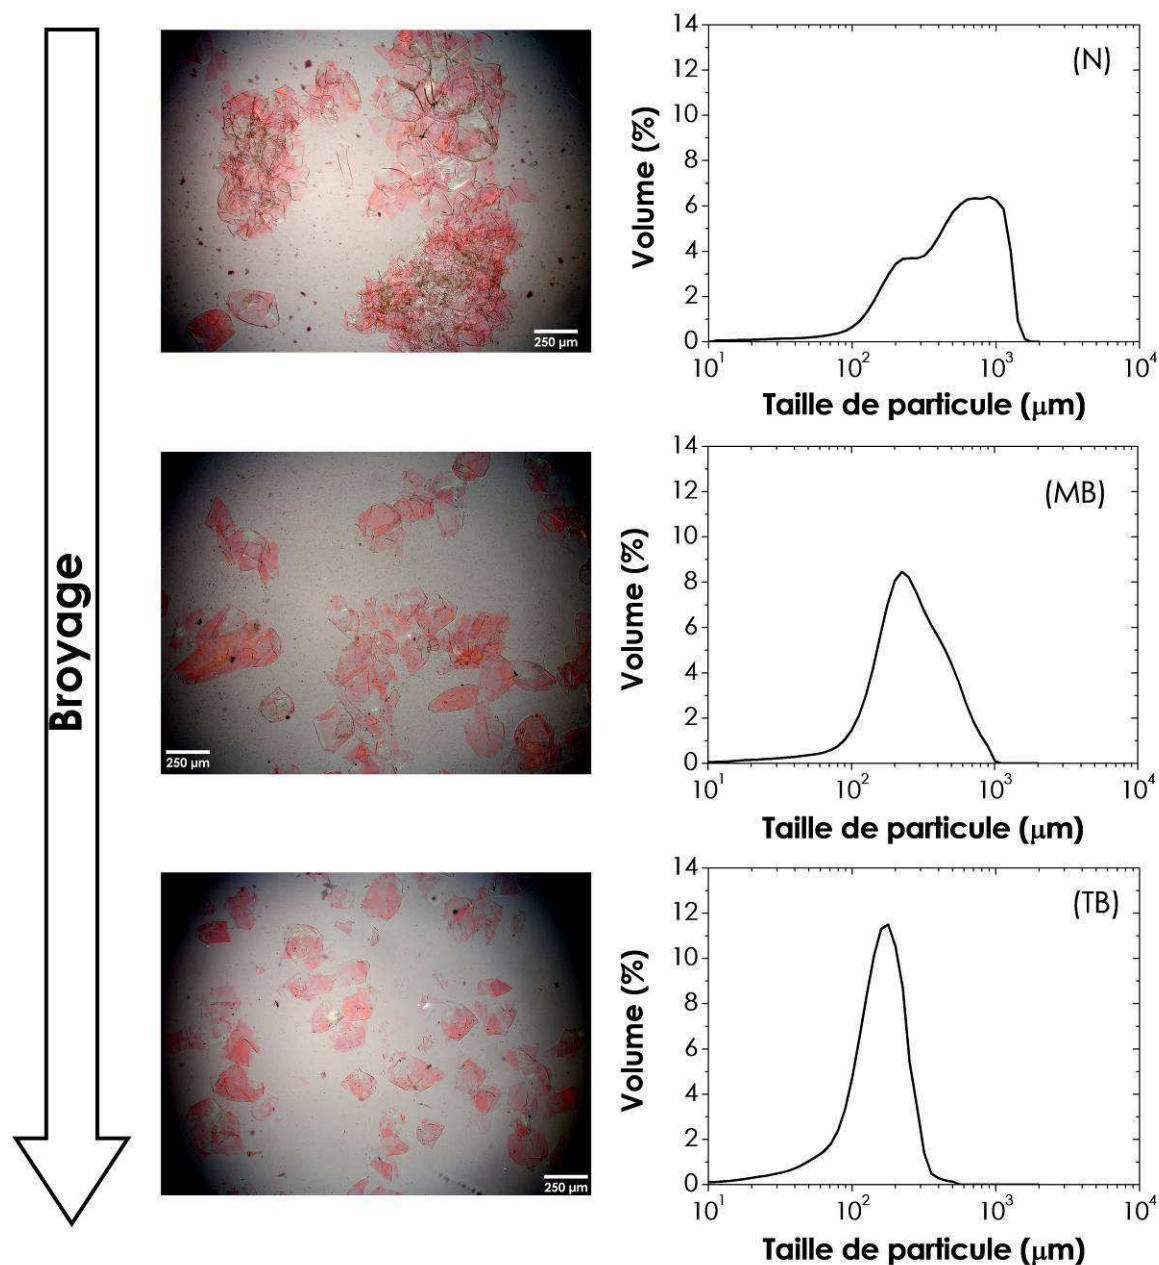 Broyage
250 µm
Volume (%)
14
12
10
8
6
4
2
0
(N)
10¹
10²
10³
10⁴
Taille de particule (µm)
250 µm
Volume (%)
14
12
10
8
6
4
2
0
(MB)
10¹
10²
10³
10⁴
Taille de particule (µm)
250 µm
Volume (%)
14
12
10
8
6
4
2
0
(TB)
10¹
10²
10³
10⁴
Taille de particule (µm)